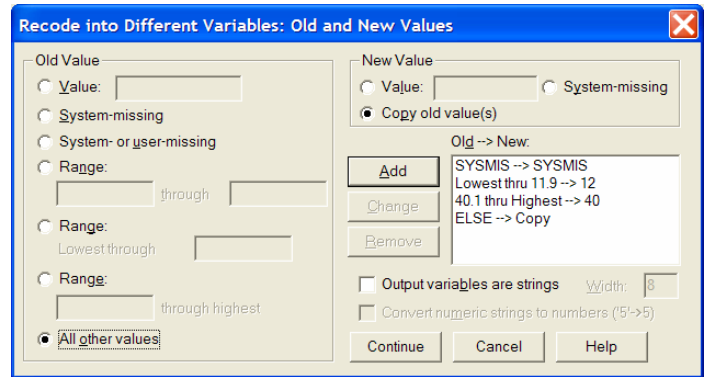 Recode into Different Variables: Old and New Values
Old Value
Value:
System-missing
System- or user-missing
Range:
through
Range:
Lowest through
Range:
through highest
All other values
New Value
Value:
System-missing
Copy old value(s)
Old --> New:
Add
Change
Remove
SYSMIS --> SYSMIS
Lowest thru 11.9 --> 12
40.1 thru Highest --> 40
ELSE --> Copy
Output variables are strings
Width:
8
Convert numeric strings to numbers ('5'->5)
Continue
Cancel
Help